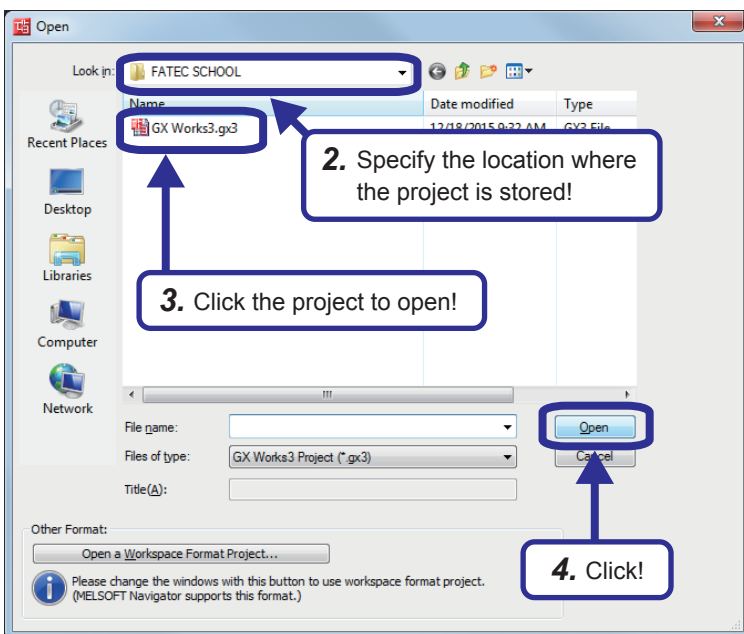 Open
Look in: FATEC SCHOOL
Name Date modified Type
GX Works3.gx3 12/18/2015 9:32 AM GX3 File
Recent Places
2. Specify the location where
the project is stored!
Desktop
Libraries
3. Click the project to open!
Computer
Network
File name: Open
Files of type: GX Works3 Project (*.gx3) Cancel
Title(A):
4. Click!
Other Format:
Open a Workspace Format Project...
Please change the windows with this button to use workspace format project.
(MELSOFT Navigator supports this format.)